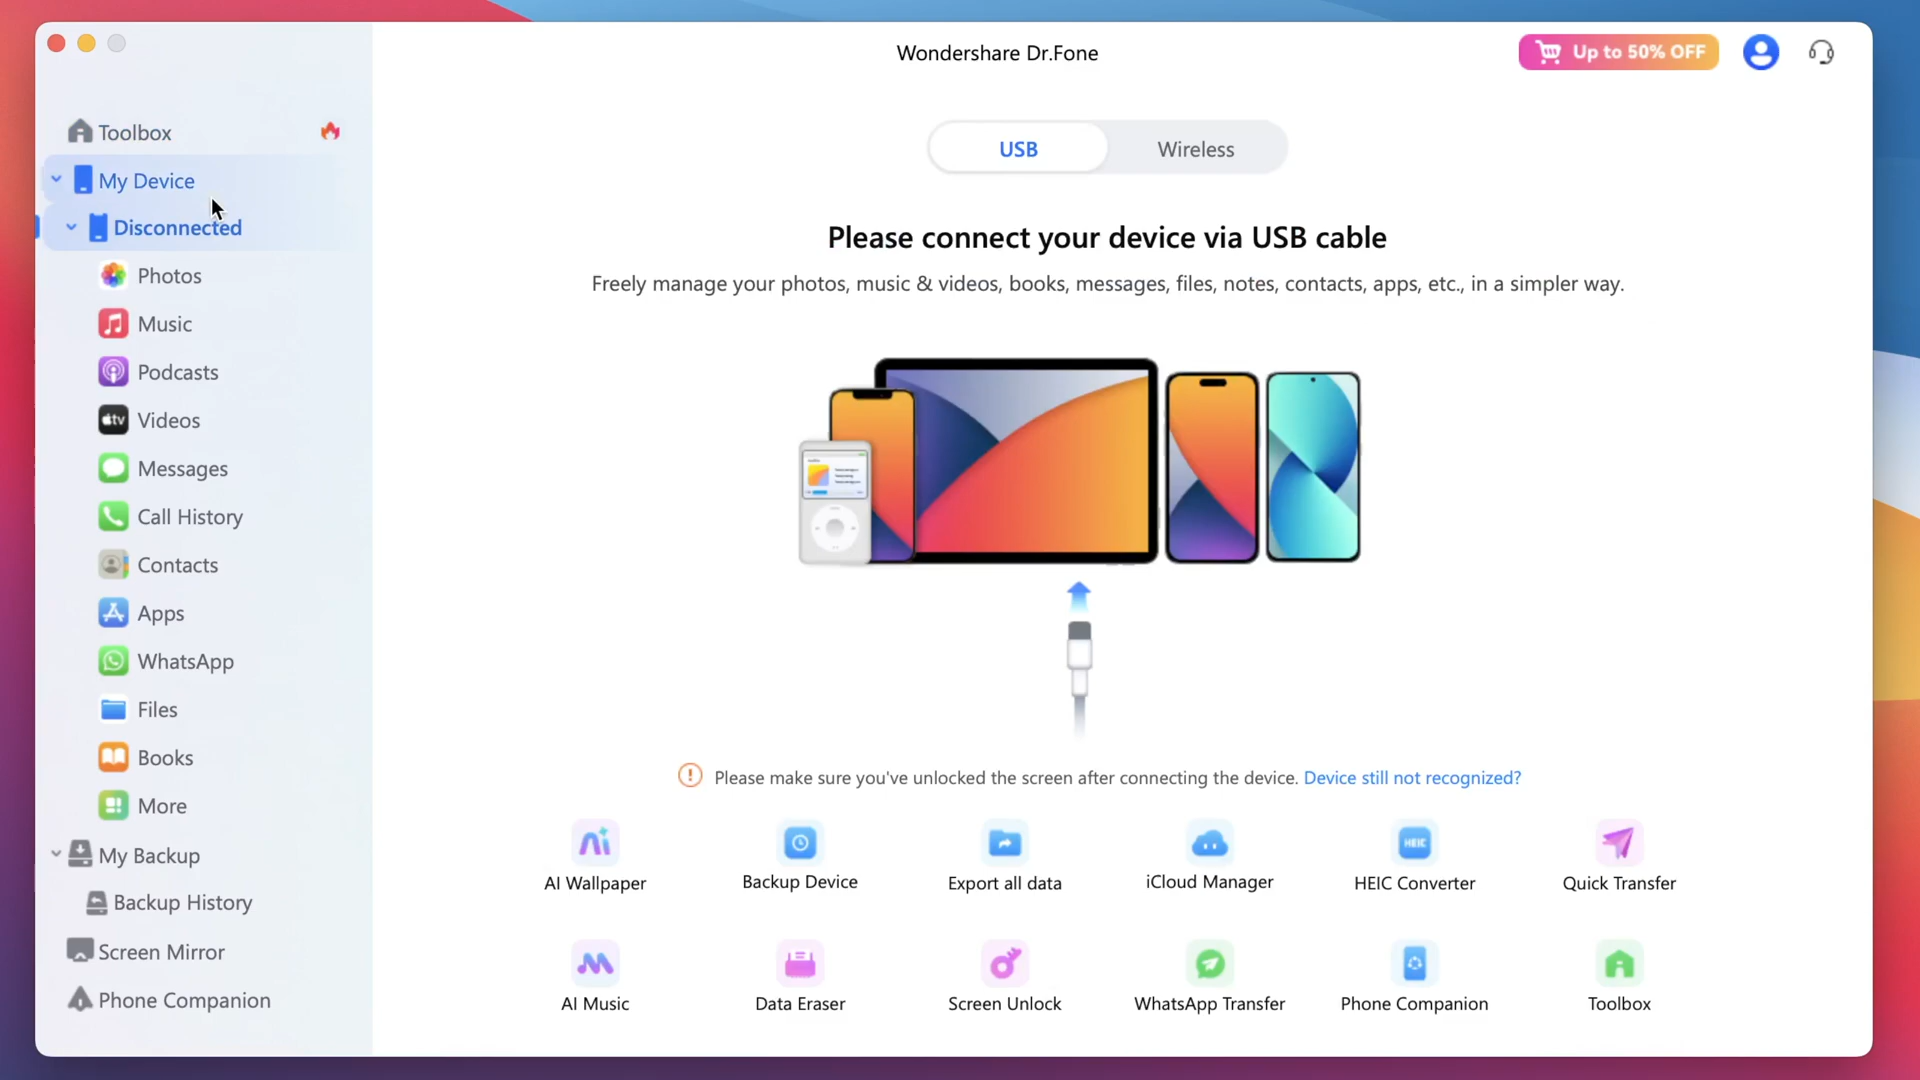 Wondershare Dr.Fone
Up to 50% OFF
Toolbox
My Device
Disconnected
Photos
Music
Podcasts
tv
Videos
Messages
Call History
Contacts
Apps
WhatsApp
Files
Books
More
My Backup
Backup History
Screen Mirror
Phone Companion
USB
Wireless
Please connect your device via USB cable
Freely manage your photos, music & videos, books, messages, files, notes, contacts, apps, etc., in a simpler way.
Please make sure you've unlocked the screen after connecting the device. Device still not recognized?
AI Wallpaper
Backup Device
Export all data
iCloud Manager
HEIC
HEIC Converter
Quick Transfer
AI Music
Data Eraser
Screen Unlock
WhatsApp Transfer
Phone Companion
Toolbox